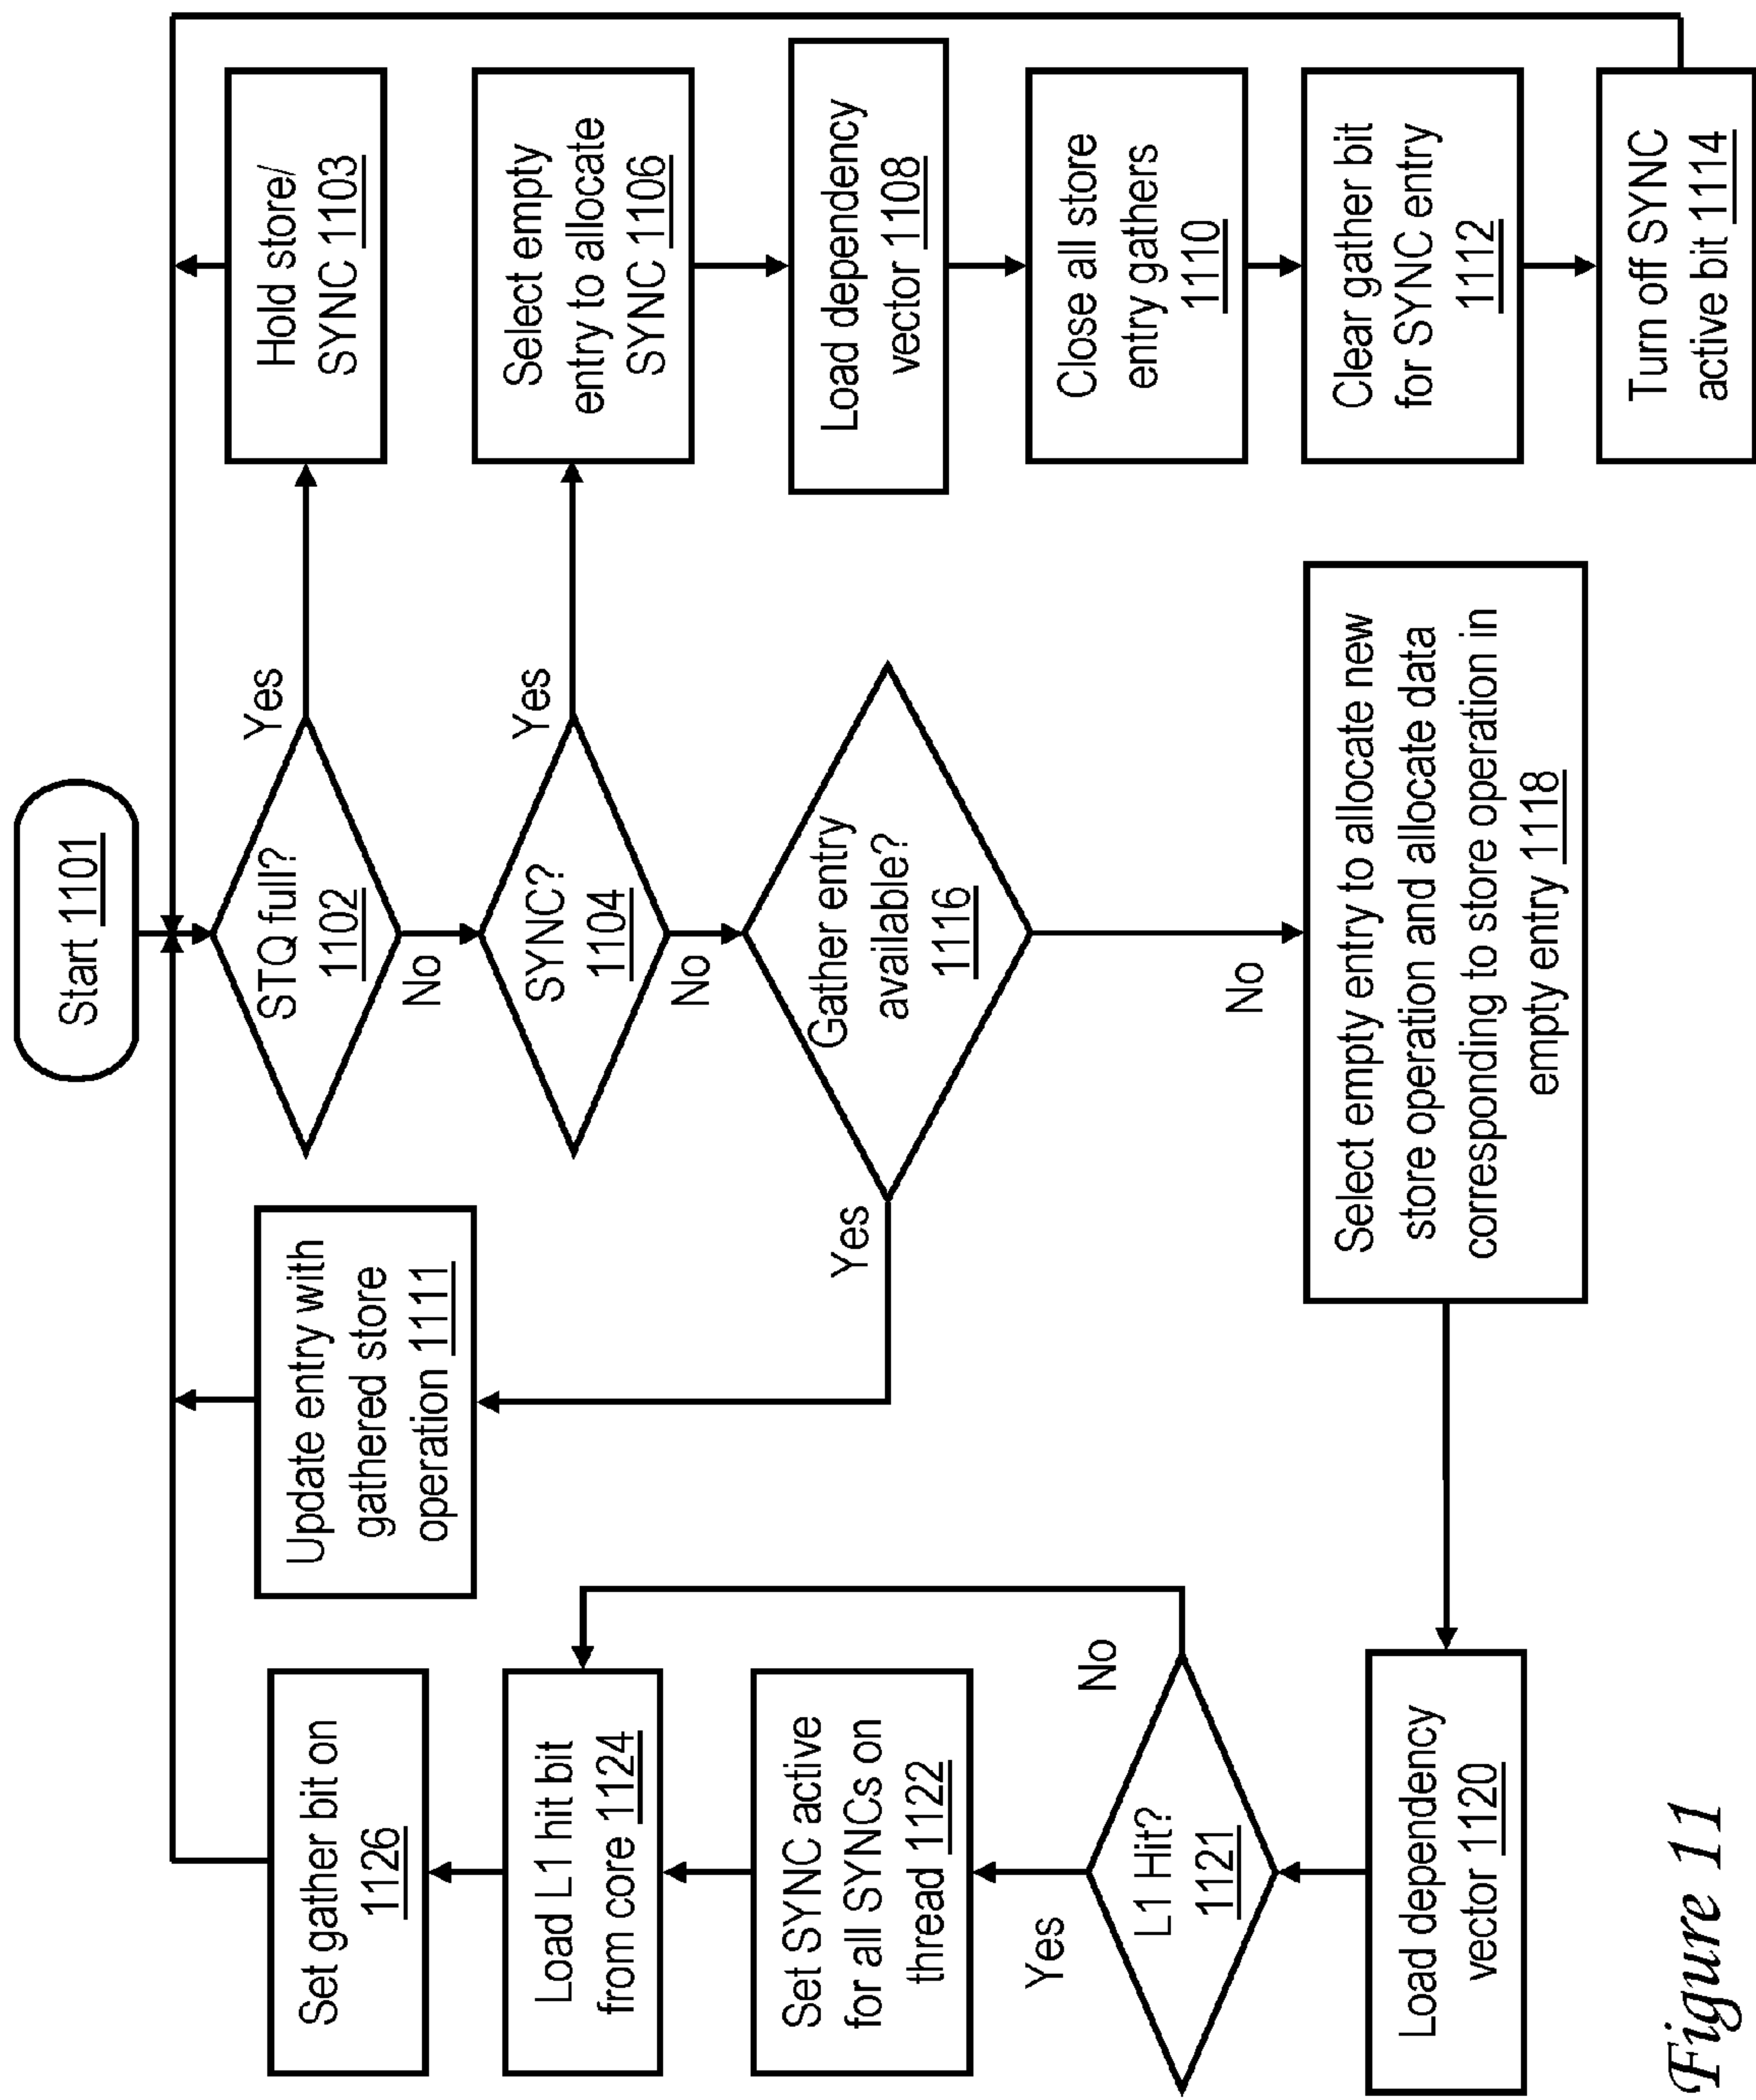 Start 1101
STQ full?
1102
Yes
No
Hold store/
SYNC 1103
SYNC?
1104
Yes
No
Select empty
entry to allocate
SYNC 1106
Load dependency
vector 1108
Close all store
entry gathers
1110
Clear gather bit
for SYNC entry
1112
Turn off SYNC
active bit 1114
Gather entry
available?
1116
Yes
No
Update entry with
gathered store
operation 1111
Select empty entry to allocate new
store operation and allocate data
corresponding to store operation in
empty entry 1118
Load dependency
vector 1120
L1 Hit?
1121
Yes
No
Set SYNC active
for all SYNCs on
thread 1122
Load L1 hit bit
from core 1124
Set gather bit on
1126
Figure 11